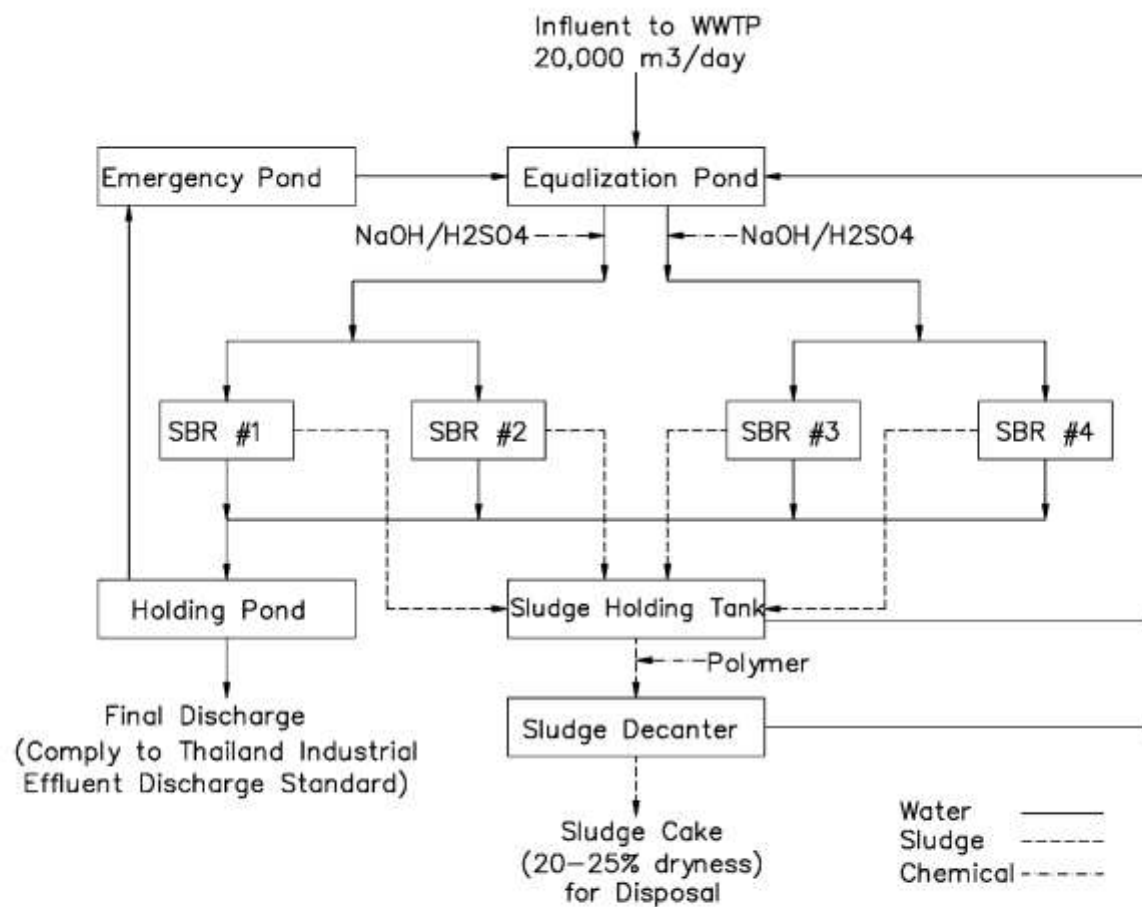 Influent to WWTP
20,000 m3/day
Emergency Pond
Equalization Pond
NaOH/H2SO4
NaOH/H2SO4
SBR #1
SBR #2
SBR #3
SBR #4
Holding Pond
Sludge Holding Tank
Polymer
Final Discharge
(Comply to Thailand Industrial
Effluent Discharge Standard)
Sludge Decanter
Sludge Cake
(20-25% dryness)
for Disposal
Water
Sludge
Chemical